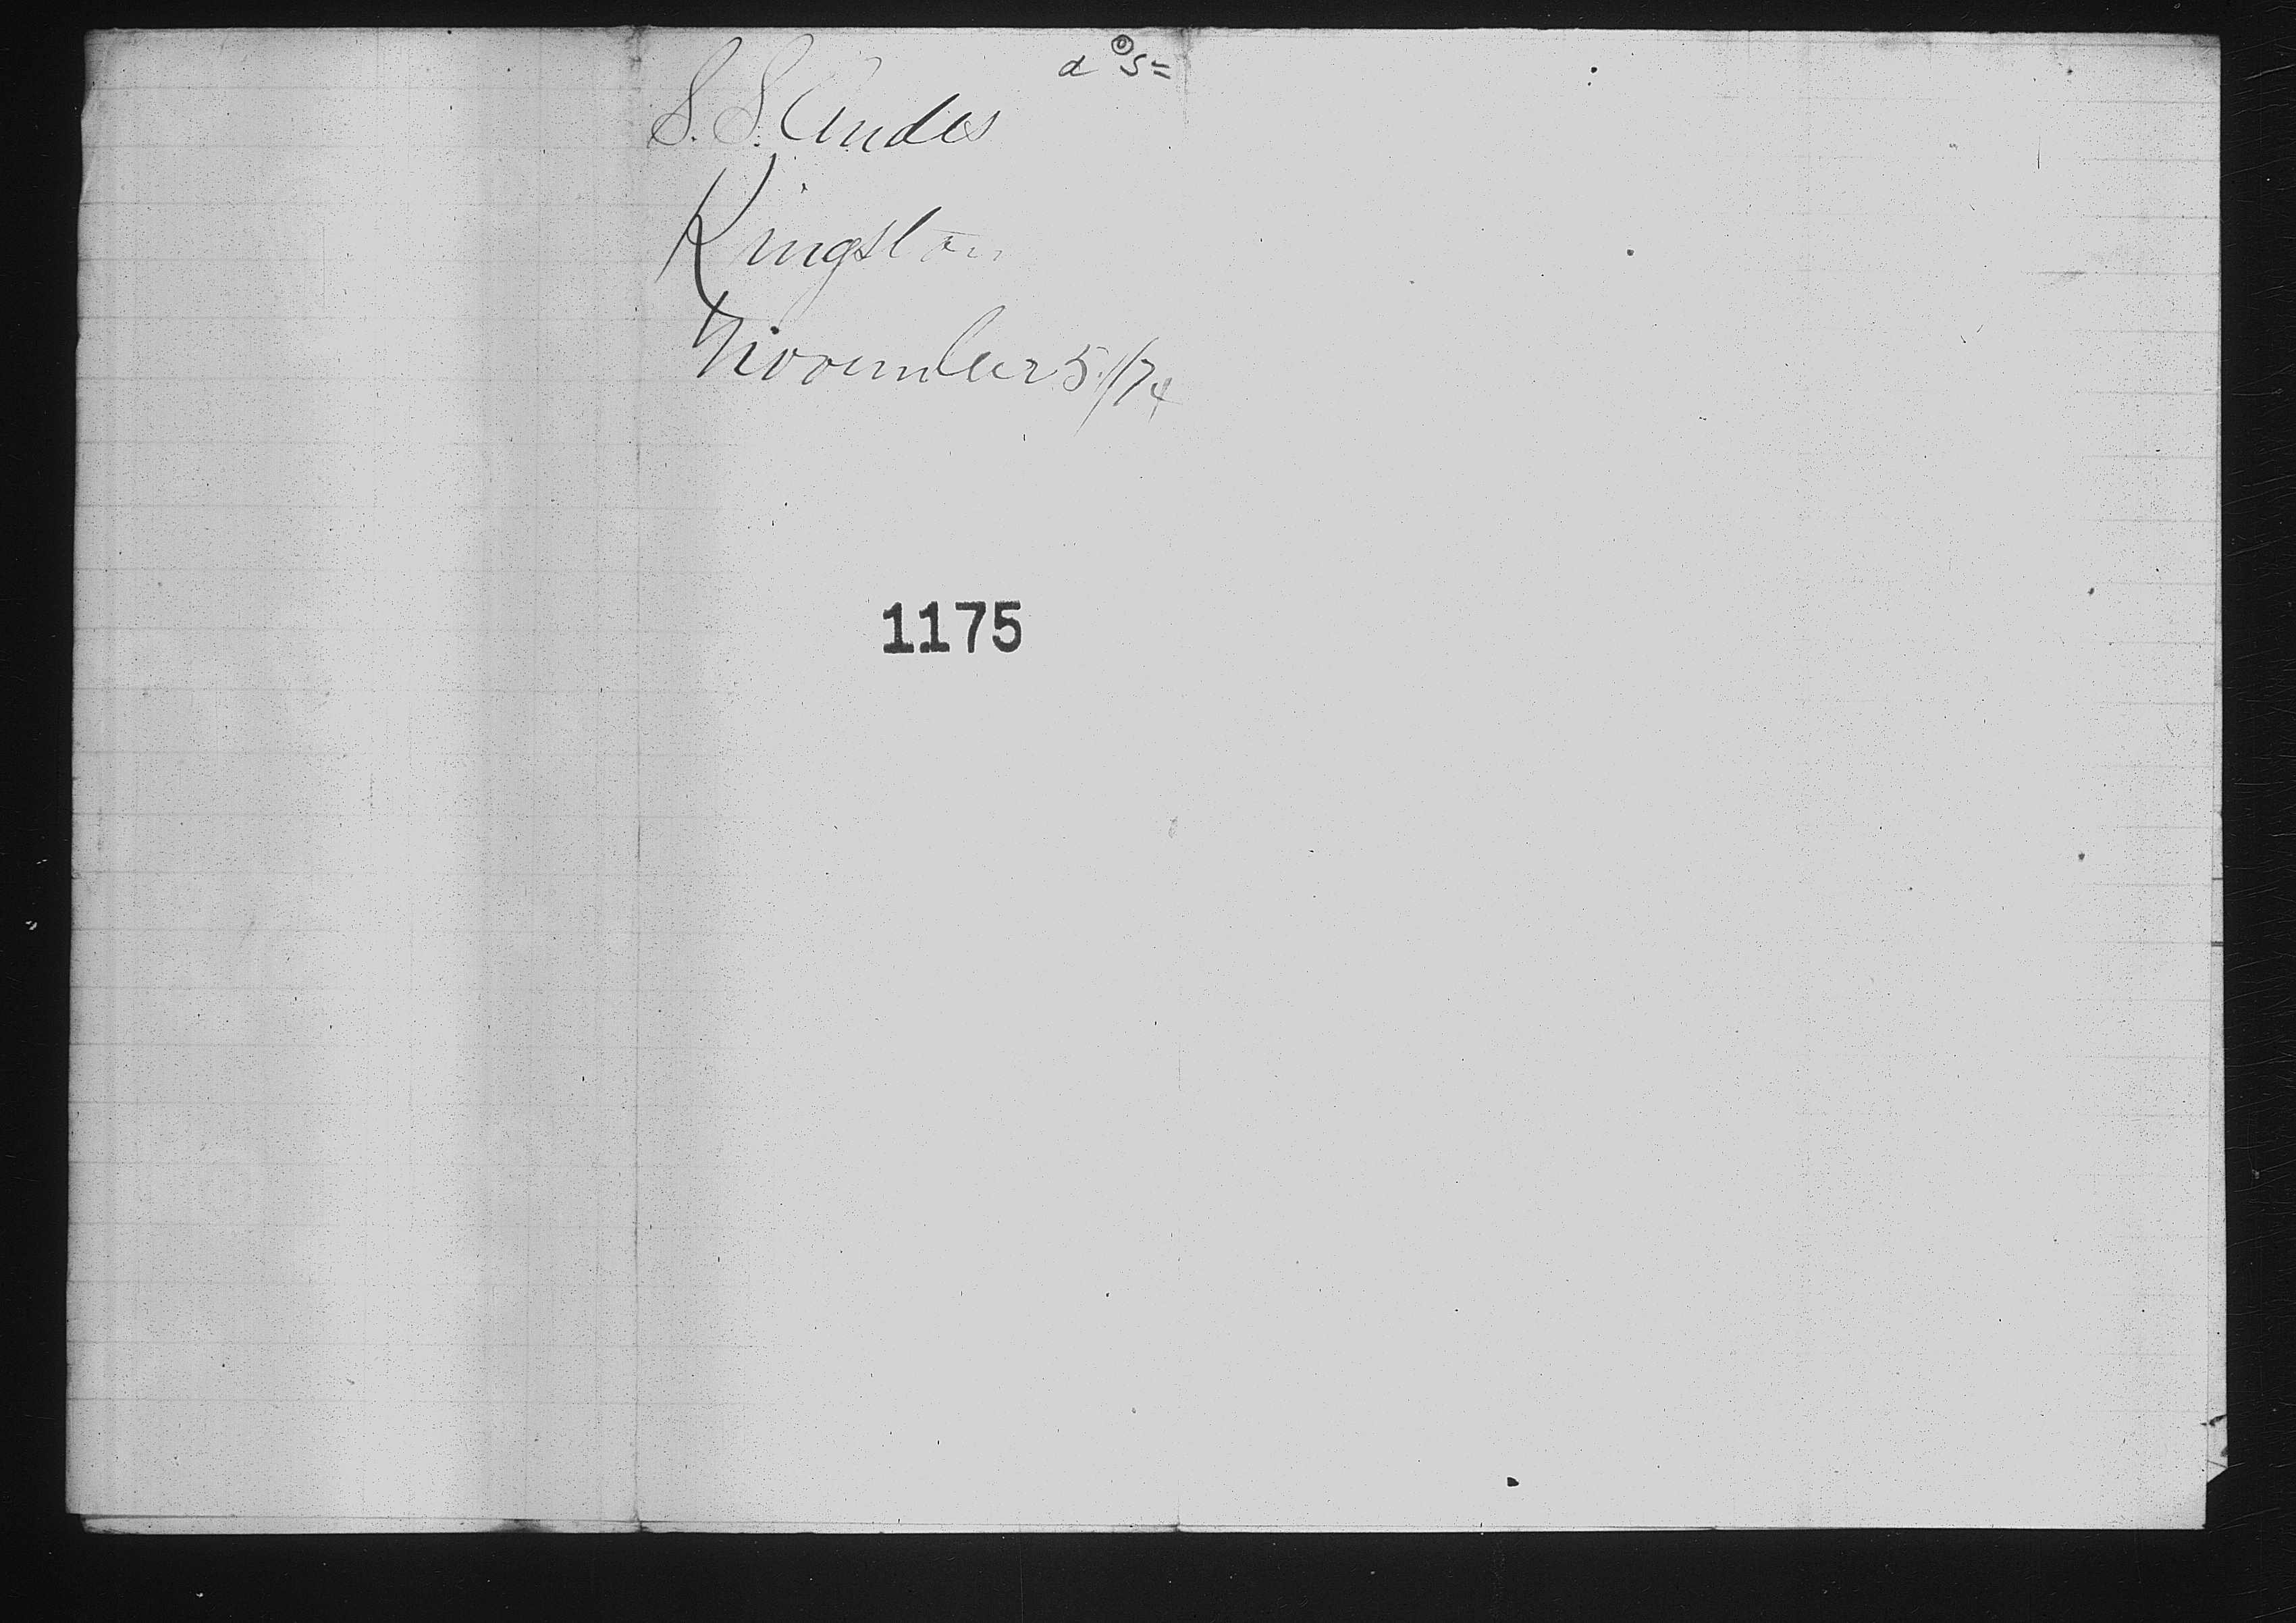 S. S. Andes
Kingston
November 5./74
1175